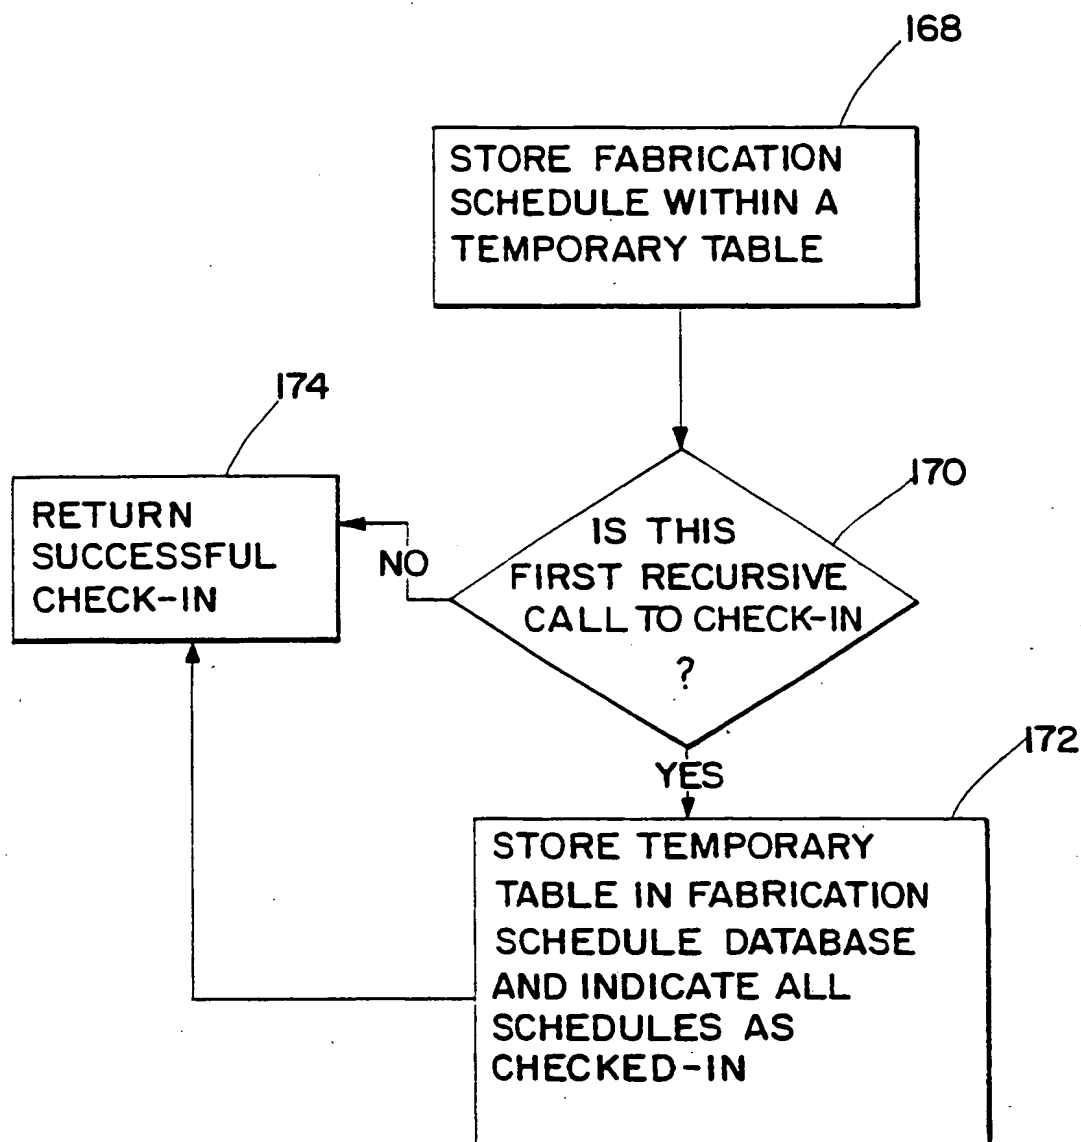 168
STORE FABRICATION
SCHEDULE WITHIN A
TEMPORARY TABLE
174
RETURN
SUCCESSFUL
CHECK-IN
NO
170
IS THIS
FIRST RECURSIVE
CALL TO CHECK-IN
?
YES
172
STORE TEMPORARY
TABLE IN FABRICATION
SCHEDULE DATABASE
AND INDICATE ALL
SCHEDULES AS
CHECKED-IN